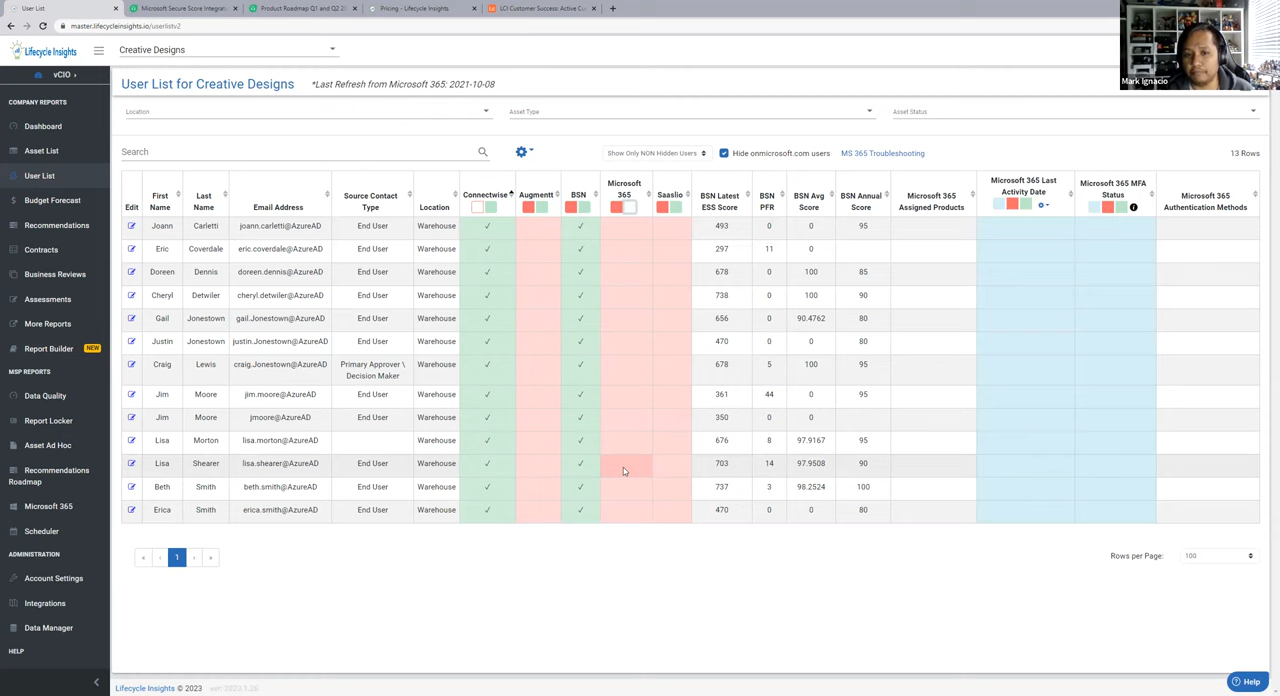 User List
Microsoft Secure Score Integrat
Product Roadmap Q1 and Q2 20
Pricing - Lifecycle Insights
LCI Customer Success: Active Cu
master.lifecycleinsights.io/userlistv2
Lifecycle Insights
Creative Designs
Mark Ignacio
vCIO
COMPANY REPORTS
Dashboard
Asset List
User List
Budget Forecast
Recommendations
Contracts
Business Reviews
Assessments
More Reports
Report Builder NEW
MSP REPORTS
Data Quality
Report Locker
Asset Ad Hoc
Recommendations
Roadmap
Microsoft 365
Scheduler
ADMINISTRATION
Account Settings
Integrations
Data Manager
HELP
User List for Creative Designs *Last Refresh from Microsoft 365: 2021-10-08
Location Asset Type Asset Status
Search Show Only NON Hidden Users Hide onmicrosoft.com users MS 365 Troubleshooting 13 Rows
Edit First Name Last Name Email Address Source Contact Type Location Connectwise Augmentt BSN Microsoft 365 Saaslio BSN Latest ESS Score BSN PFR BSN Avg Score BSN Annual Score Microsoft 365 Assigned Products Microsoft 365 Last Activity Date Microsoft 365 MFA Status Microsoft 365 Authentication Methods
Joann Carletti joann.carletti@AzureAD End User Warehouse ✓ ✓ 493 0 0 95
Eric Coverdale eric.coverdale@AzureAD End User Warehouse ✓ ✓ 297 11 0
Doreen Dennis doreen.dennis@AzureAD End User Warehouse ✓ ✓ 678 0 100 85
Cheryl Detwiler cheryl.detwiler@AzureAD End User Warehouse ✓ ✓ 738 0 100 90
Gail Jonestown gail.Jonestown@AzureAD End User Warehouse ✓ ✓ 656 0 90.4762 80
Justin Jonestown justin.Jonestown@AzureAD End User Warehouse ✓ ✓ 470 0 0 80
Craig Lewis craig.Jonestown@AzureAD Primary Approver \ Decision Maker Warehouse ✓ ✓ 678 5 100 95
Jim Moore jim.moore@AzureAD End User Warehouse ✓ ✓ 361 44 0 95
Jim Moore jmoore@AzureAD End User Warehouse ✓ ✓ 350 0 0
Lisa Morton lisa.morton@AzureAD End User Warehouse ✓ ✓ 676 8 97.9167 95
Lisa Shearer lisa.shearer@AzureAD End User Warehouse ✓ ✓ 703 14 97.9508 90
Beth Smith beth.smith@AzureAD End User Warehouse ✓ ✓ 737 3 98.2524 100
Erica Smith erica.smith@AzureAD End User Warehouse ✓ ✓ 470 0 0 80
« ‹ 1 › »
Rows per Page: 100
Lifecycle Insights © 2023 ver: 2023.1.26
Help